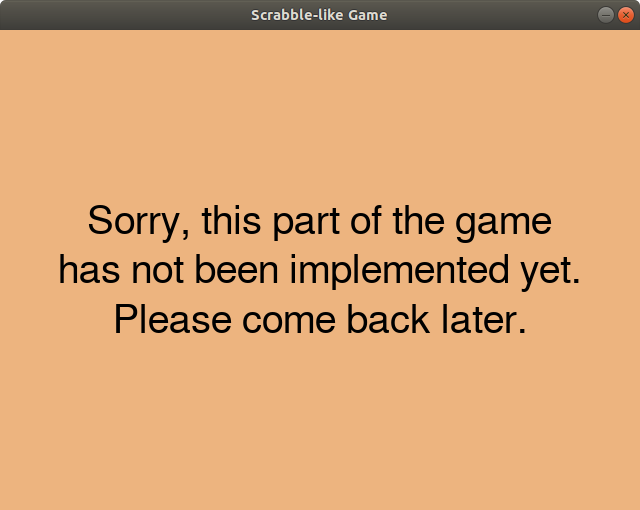 Scrabble-like Game
Sorry, this part of the game
has not been implemented yet.
Please come back later.